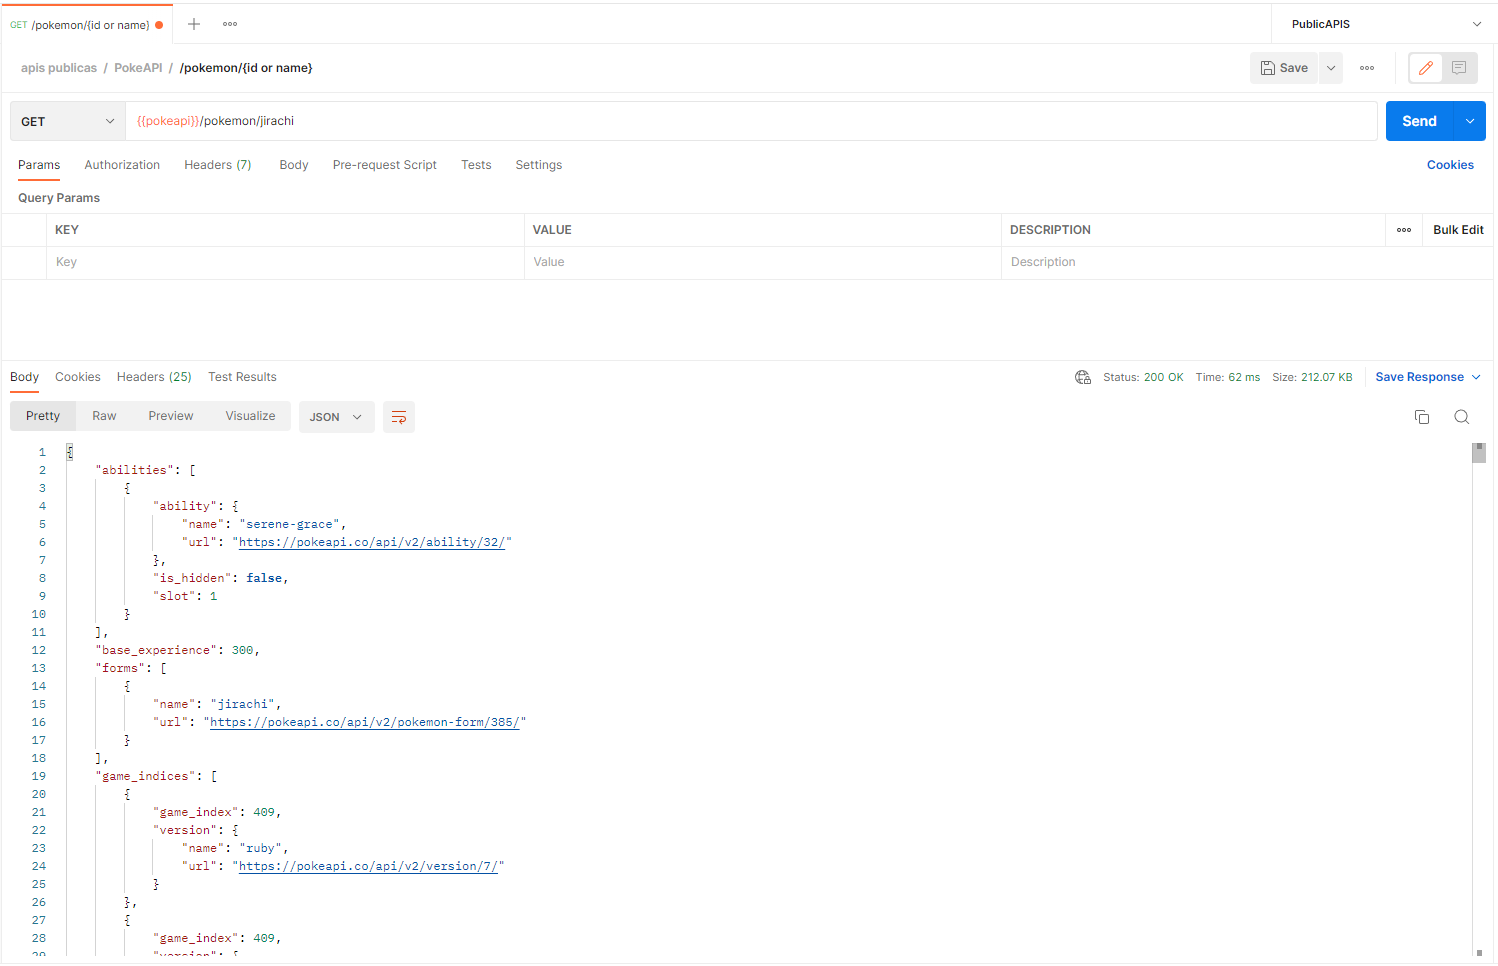 GET /pokemon/{id or name}
PublicAPIS
apis publicas / PokeAPI / /pokemon/{id or name}
Save
GET {{pokeapi}}/pokemon/jirachi Send
Params Authorization Headers (7) Body Pre-request Script Tests Settings Cookies
Query Params
KEY VALUE DESCRIPTION Bulk Edit
Key Value Description
Body Cookies Headers (25) Test Results Status: 200 OK Time: 62 ms Size: 212.07 KB Save Response
Pretty Raw Preview Visualize JSON
1 {
2 "abilities": [
3 {
4 "ability": {
5 "name": "serene-grace",
6 "url": "https://pokeapi.co/api/v2/ability/32/"
7 },
8 "is_hidden": false,
9 "slot": 1
10 }
11 ],
12 "base_experience": 300,
13 "forms": [
14 {
15 "name": "jirachi",
16 "url": "https://pokeapi.co/api/v2/pokemon-form/385/"
17 }
18 ],
19 "game_indices": [
20 {
21 "game_index": 409,
22 "version": {
23 "name": "ruby",
24 "url": "https://pokeapi.co/api/v2/version/7/"
25 }
26 },
27 {
28 "game_index": 409,
29 "version": {